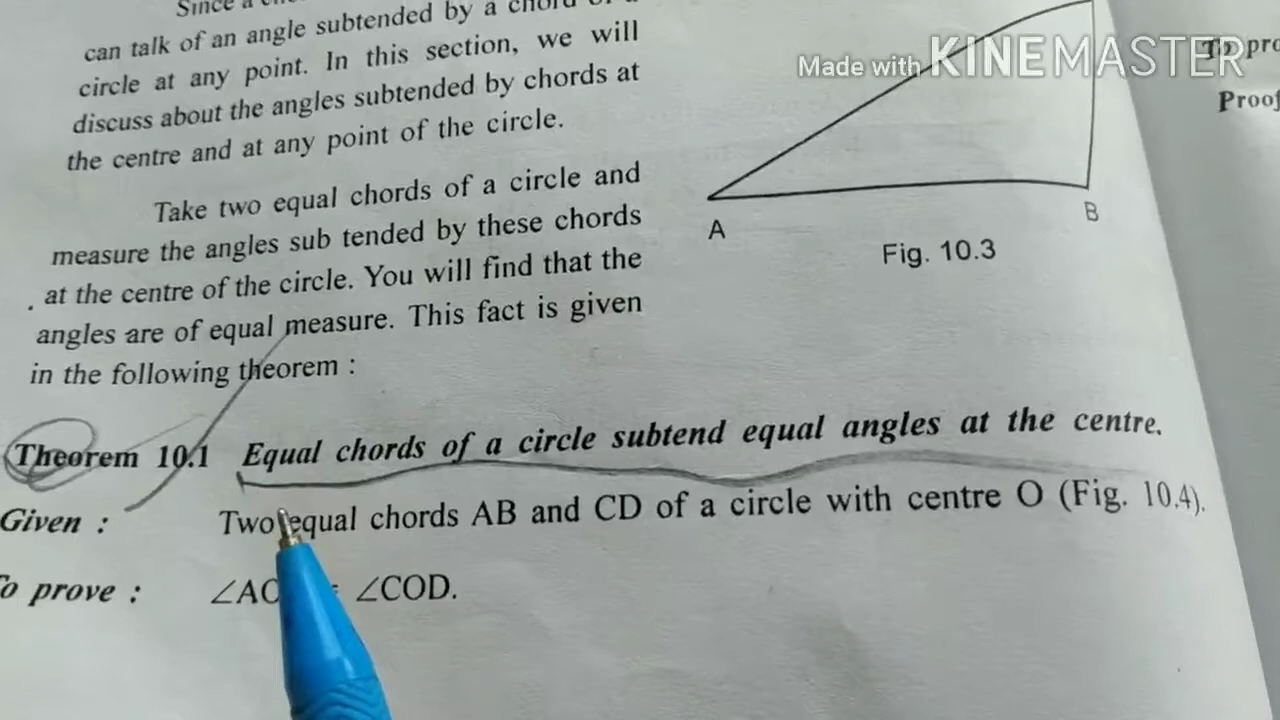 Since a
can talk of an angle subtended by a chord of a
circle at any point. In this section, we will
discuss about the angles subtended by chords at
the centre and at any point of the circle.
Take two equal chords of a circle and
measure the angles sub tended by these chords
at the centre of the circle. You will find that the
angles are of equal measure. This fact is given
in the following theorem :
A
B
Fig. 10.3
Made with KINEMASTER
Proof
Theorem 10.1 Equal chords of a circle subtend equal angles at the centre.
Given : Two equal chords AB and CD of a circle with centre O (Fig. 10.4).
To prove : ∠COD.